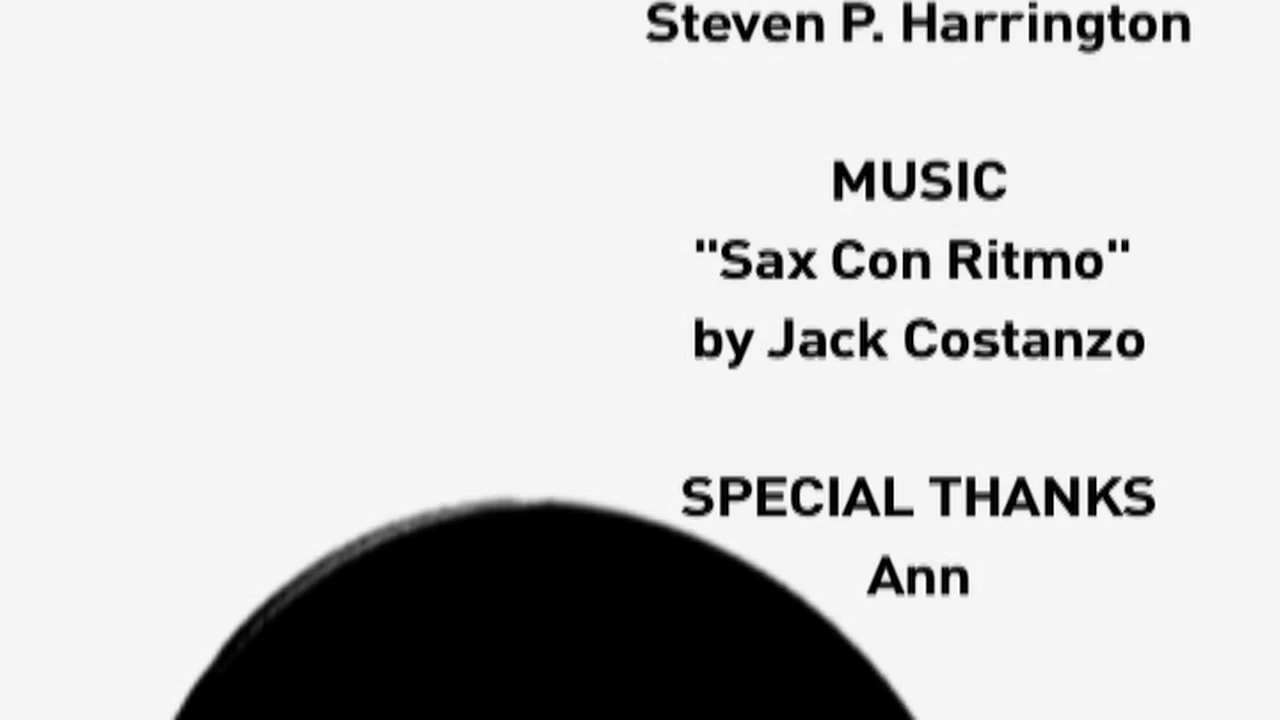 Steven P. Harrington
MUSIC
"Sax Con Ritmo"
by Jack Costanzo
SPECIAL THANKS
Ann